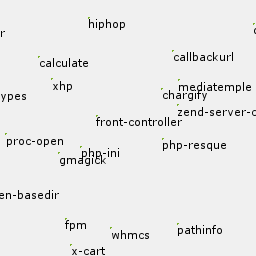 hiphop
r
callbackurl
calculate
xhp
mediatemple
chargify
ypes
zend-server-c
front-controller
proc-open
php-resque
php-ini
gmagick
en-basedir
fpm
whmcs
pathinfo
x-cart